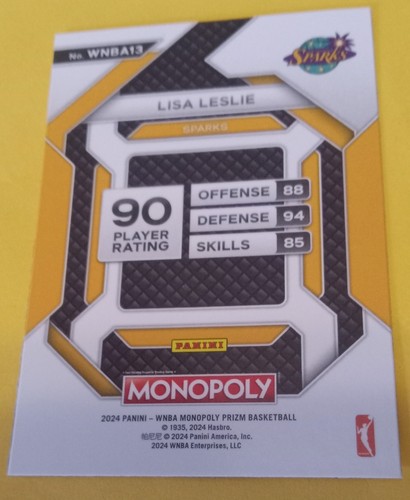 No. WNBA13
SPARKS
LISA LESLIE
SPARKS
90
PLAYER
RATING
OFFENSE 88
DEFENSE 94
SKILLS 85
PANINI
MONOPOLY
2024 PANINI – WNBA MONOPOLY PRIZM BASKETBALL
© 1935, 2024 Hasbro.
© 2024 Panini America, Inc.
2024 WNBA Enterprises, LLC